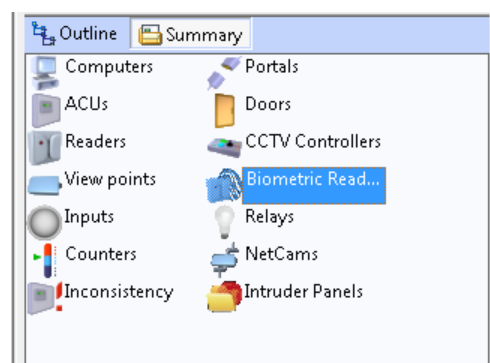 Outline Summary
Computers Portals
ACUs Doors
Readers CCTV Controllers
View points Biometric Read...
Inputs Relays
Counters NetCams
Inconsistency Intruder Panels